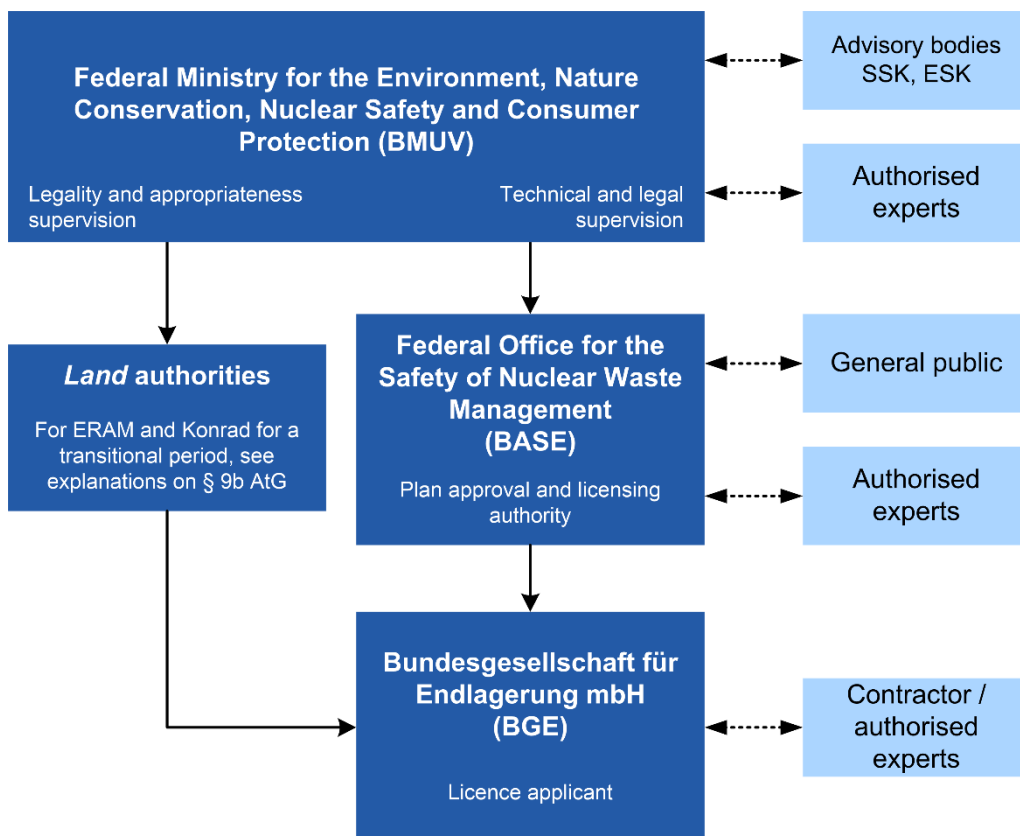 Federal Ministry for the Environment, Nature
Conservation, Nuclear Safety and Consumer
Protection (BMUV)
Legality and appropriateness
supervision
Technical and legal
supervision
Advisory bodies
SSK, ESK
Authorised
experts
Land authorities
For ERAM and Konrad for a
transitional period, see
explanations on § 9b AtG
Federal Office for the
Safety of Nuclear Waste
Management
(BASE)
Plan approval and licensing
authority
General public
Authorised
experts
Bundesgesellschaft für
Endlagerung mbH
(BGE)
Licence applicant
Contractor /
authorised
experts